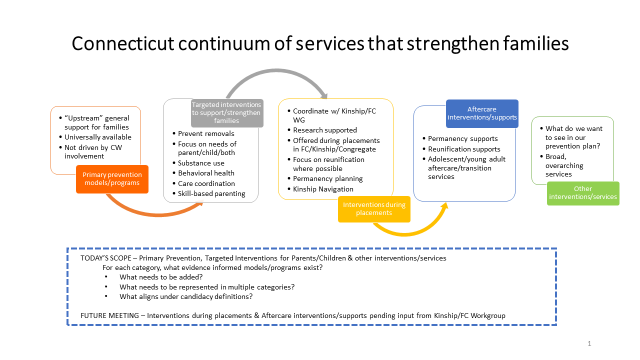 Connecticut continuum of services that strengthen families
• "Upstream" general
support for families
• Universally available
• Not driven by CW
involvement
Primary prevention
models/programs
Targeted interventions
to support/strengthen
families
• Prevent removals
• Focus on needs of
parent/child/both
• Substance use
• Behavioral health
• Care coordination
• Skill-based parenting
• Coordinate w/ Kinship/FC
WG
• Research supported
• Offered during placements
in FC/Kinship/Congregate
• Focus on reunification
where possible
• Permanency planning
• Kinship Navigation
Interventions during
placements
Aftercare
interventions/supports
• Permanency supports
• Reunification supports
• Adolescent/young adult
aftercare/transition
services
• What do we want
to see in our
prevention plan?
• Broad,
overarching
services
Other
interventions/services
TODAY'S SCOPE – Primary Prevention, Targeted Interventions for Parents/Children & other interventions/services
For each category, what evidence informed models/programs exist?
• What needs to be added?
• What needs to be represented in multiple categories?
• What aligns under candidacy definitions?
FUTURE MEETING – Interventions during placements & Aftercare interventions/supports pending input from Kinship/FC Workgroup
1